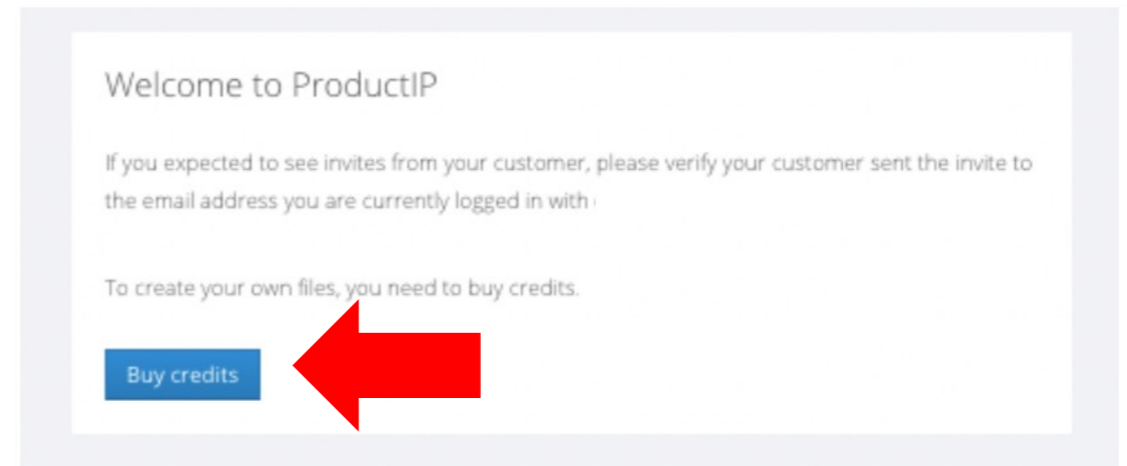 Welcome to ProductIP
If you expected to see invites from your customer, please verify your customer sent the invite to
the email address you are currently logged in with
To create your own files, you need to buy credits.
Buy credits